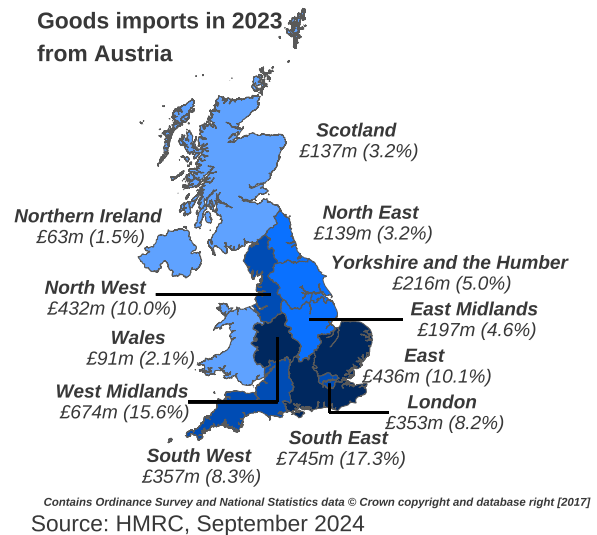 Goods imports in 2023
from Austria
Scotland
£137m (3.2%)
Northern Ireland
£63m (1.5%)
North East
£139m (3.2%)
Yorkshire and the Humber
£216m (5.0%)
North West
£432m (10.0%)
East Midlands
£197m (4.6%)
Wales
£91m (2.1%)
East
£436m (10.1%)
West Midlands
£674m (15.6%)
London
£353m (8.2%)
South East
£745m (17.3%)
South West
£357m (8.3%)
Contains Ordinance Survey and National Statistics data © Crown copyright and database right [2017]
Source: HMRC, September 2024